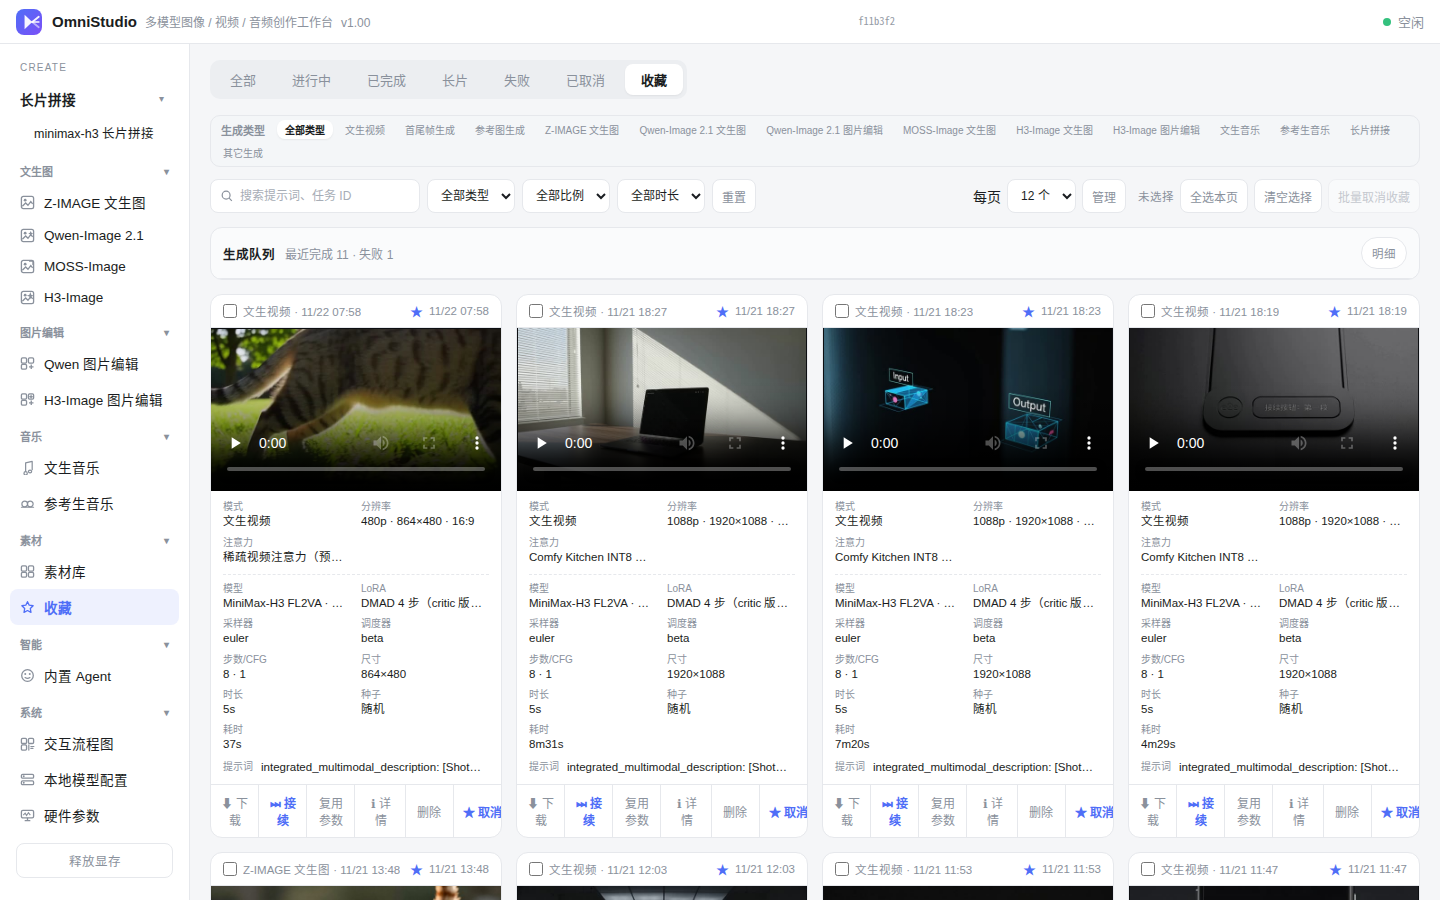 OmniStudio 多模型图像 / 视频 / 音频创作工作台 v1.00
f11b3f2
空闲
CREATE
长片拼接
minimax-h3 长片拼接
文生图
Z-IMAGE 文生图
Qwen-Image 2.1
MOSS-Image
H3-Image
图片编辑
Qwen 图片编辑
H3-Image 图片编辑
音乐
文生音乐
参考生音乐
素材
素材库
收藏
智能
内置 Agent
系统
交互流程图
本地模型配置
硬件参数
释放显存
全部 进行中 已完成 长片 失败 已取消 收藏
生成类型 全部类型 文生视频 首尾帧生成 参考图生成 Z-IMAGE 文生图 Qwen-Image 2.1 文生图 Qwen-Image 2.1 图片编辑 MOSS-Image 文生图 H3-Image 文生图 H3-Image 图片编辑 文生音乐 参考生音乐 长片拼接
其它生成
搜索提示词、任务 ID 全部类型 全部比例 全部时长 重置 每页 12 个 管理 未选择 全选本页 清空选择 批量取消收藏
生成队列 最近完成 11 · 失败 1 明细
文生视频 · 11/22 07:58 ★ 11/22 07:58
0:00
模式 分辨率
文生视频 480p · 864×480 · 16:9
注意力
稀疏视频注意力（预…
模型 LoRA
MiniMax-H3 FL2VA · … DMAD 4 步（critic 版…
采样器 调度器
euler beta
步数/CFG 尺寸
8 · 1 864×480
时长 种子
5s 随机
耗时
37s
提示词 integrated_multimodal_description: [Shot…
⬇ 下载 ⏭ 接续 复用参数 ℹ 详情 删除 ★ 取消
文生视频 · 11/21 18:27 ★ 11/21 18:27
0:00
模式 分辨率
文生视频 1088p · 1920×1088 · …
注意力
Comfy Kitchen INT8 …
模型 LoRA
MiniMax-H3 FL2VA · … DMAD 4 步（critic 版…
采样器 调度器
euler beta
步数/CFG 尺寸
8 · 1 1920×1088
时长 种子
5s 随机
耗时
8m31s
提示词 integrated_multimodal_description: [Shot…
⬇ 下载 ⏭ 接续 复用参数 ℹ 详情 删除 ★ 取消
文生视频 · 11/21 18:23 ★ 11/21 18:23
Input
Output
0:00
模式 分辨率
文生视频 1088p · 1920×1088 · …
注意力
Comfy Kitchen INT8 …
模型 LoRA
MiniMax-H3 FL2VA · … DMAD 4 步（critic 版…
采样器 调度器
euler beta
步数/CFG 尺寸
8 · 1 1920×1088
时长 种子
5s 随机
耗时
7m20s
提示词 integrated_multimodal_description: [Shot…
⬇ 下载 ⏭ 接续 复用参数 ℹ 详情 删除 ★ 取消
文生视频 · 11/21 18:19 ★ 11/21 18:19
0:00
模式 分辨率
文生视频 1088p · 1920×1088 · …
注意力
Comfy Kitchen INT8 …
模型 LoRA
MiniMax-H3 FL2VA · … DMAD 4 步（critic 版…
采样器 调度器
euler beta
步数/CFG 尺寸
8 · 1 1920×1088
时长 种子
5s 随机
耗时
4m29s
提示词 integrated_multimodal_description: [Shot…
⬇ 下载 ⏭ 接续 复用参数 ℹ 详情 删除 ★ 取消
Z-IMAGE 文生图 · 11/21 13:48 ★ 11/21 13:48
文生视频 · 11/21 12:03 ★ 11/21 12:03
文生视频 · 11/21 11:53 ★ 11/21 11:53
文生视频 · 11/21 11:47 ★ 11/21 11:47